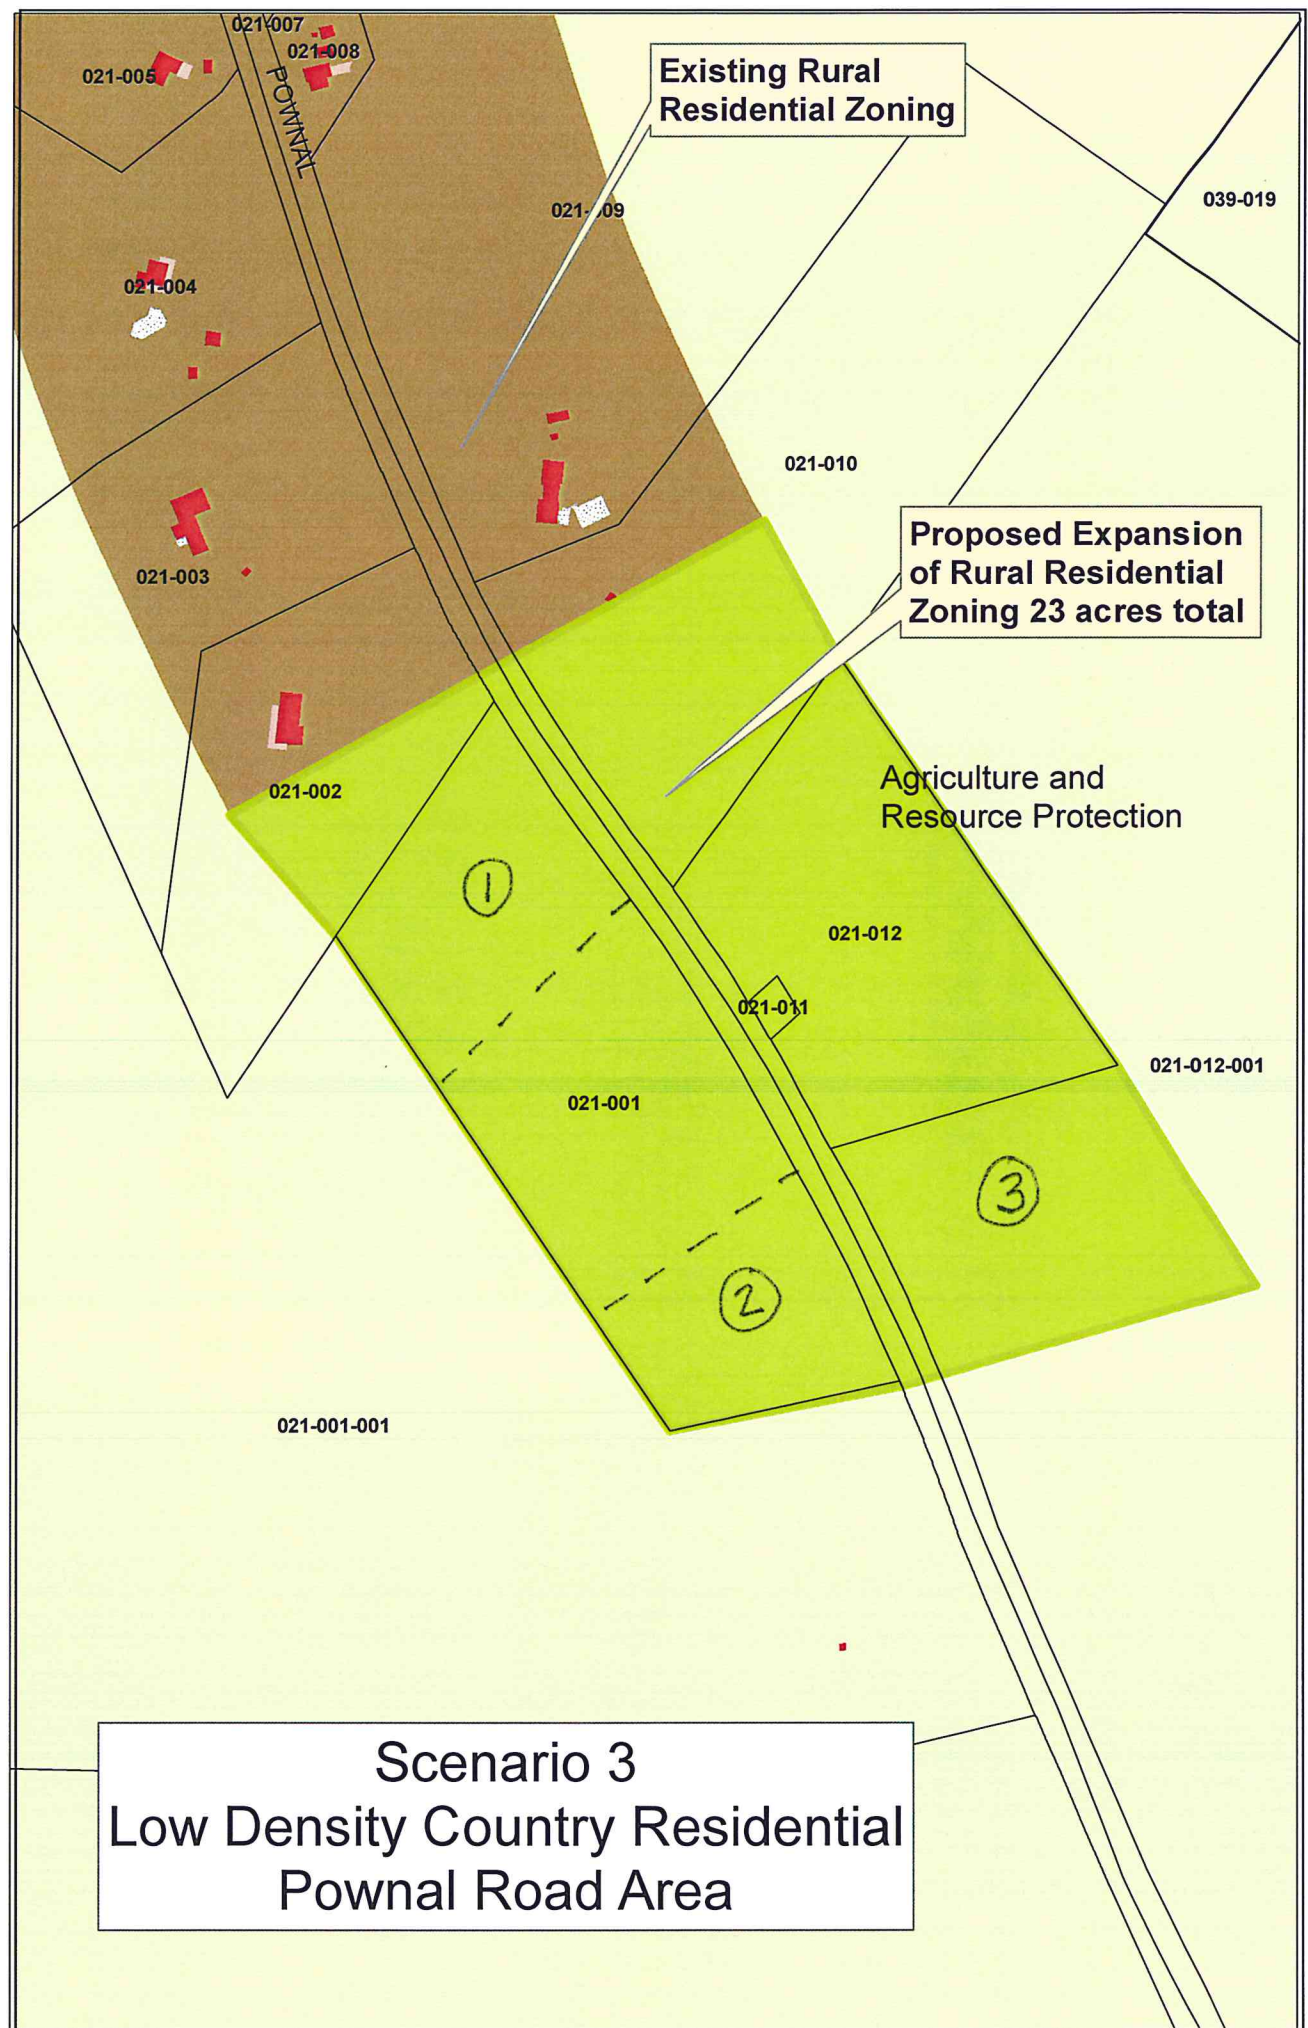 021-007
021-008
021-005
POWNAL
Existing Rural
Residential Zoning
039-019
021-009
021-004
021-010
Proposed Expansion
of Rural Residential
Zoning 23 acres total
021-003
Agriculture and
Resource Protection
021-002
1
021-012
021-011
021-012-001
021-001
3
2
021-001-001
Scenario 3
Low Density Country Residential
Pownal Road Area